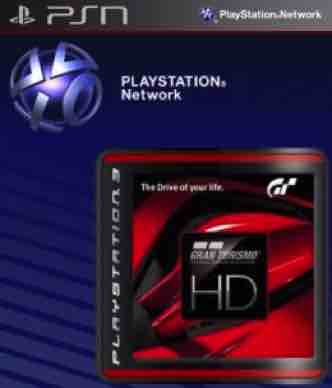 PSN
PlayStation®Network
PLAYSTATION®
Network
PLAYSTATION 3
The Drive of your life.
GT
GRAN TURISMO
HD